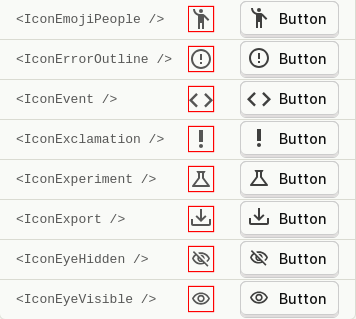 <IconEmojiPeople /> Button
<IconErrorOutline /> Button
<IconEvent /> Button
<IconExclamation /> Button
<IconExperiment /> Button
<IconExport /> Button
<IconEyeHidden /> Button
<IconEyeVisible /> Button